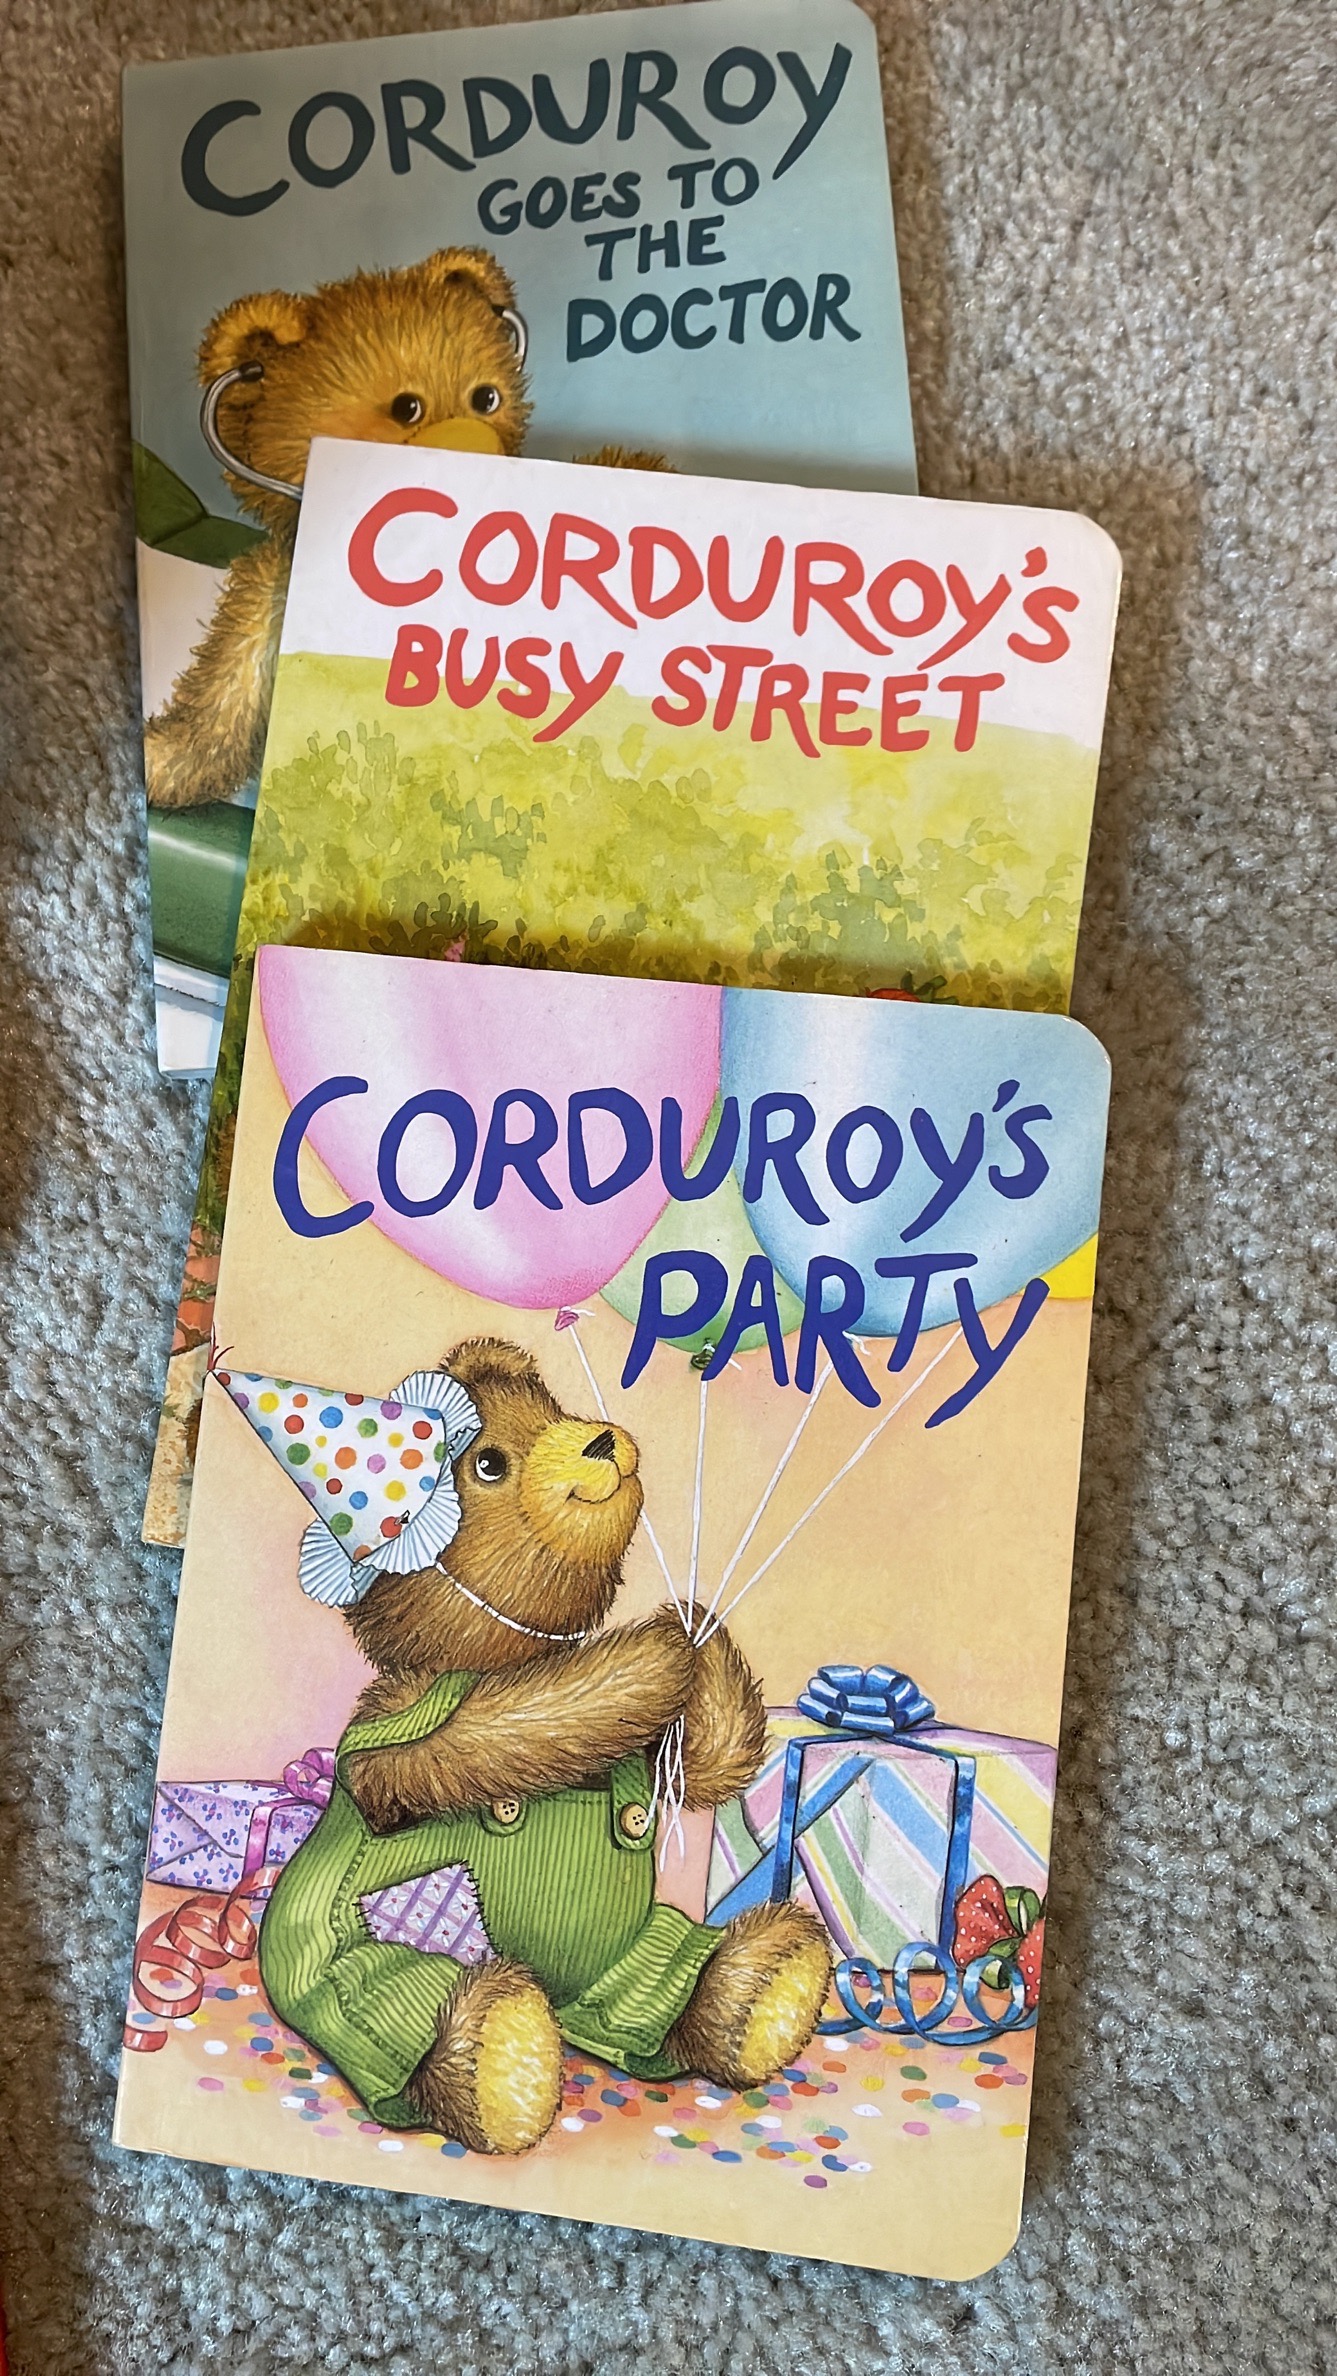 CORDUROY
GOES TO
THE
DOCTOR
CORDUROY'S
BUSY STREET
CORDUROY'S
PARTY